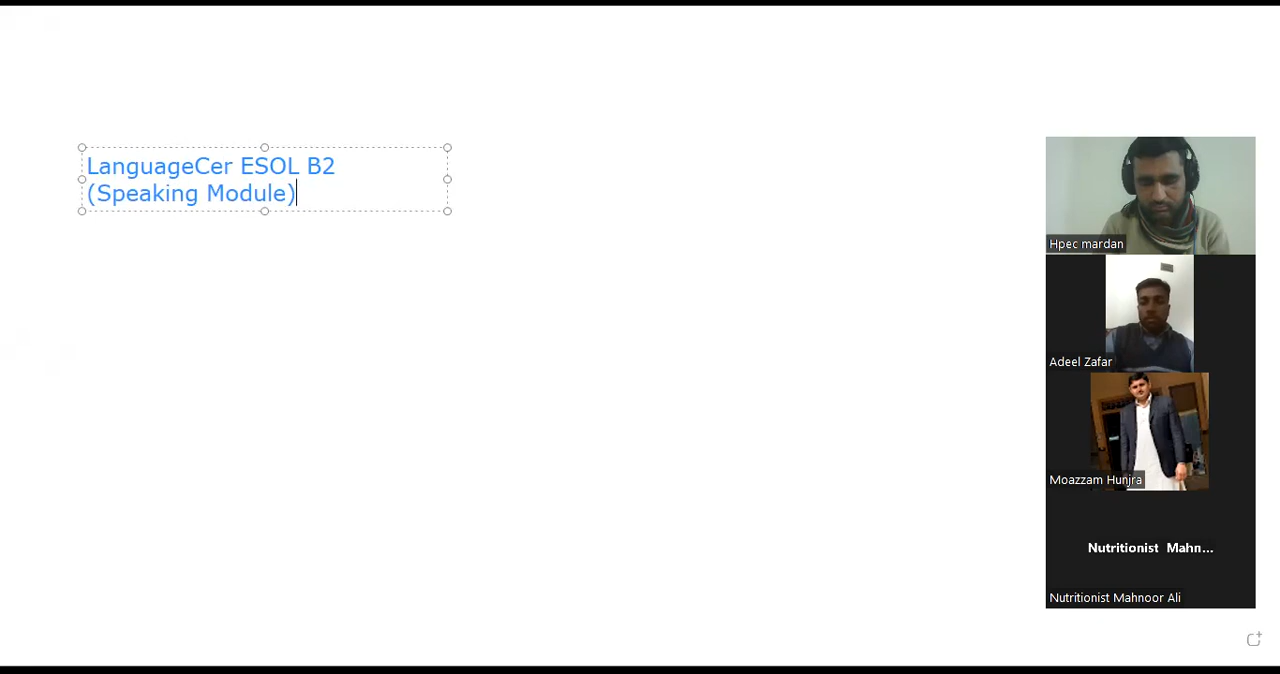 LanguageCer ESOL B2
(Speaking Module)
Hpec mardan
Adeel Zafar
Moazzam Hunjra
Nutritionist Mahn...
Nutritionist Mahnoor Ali